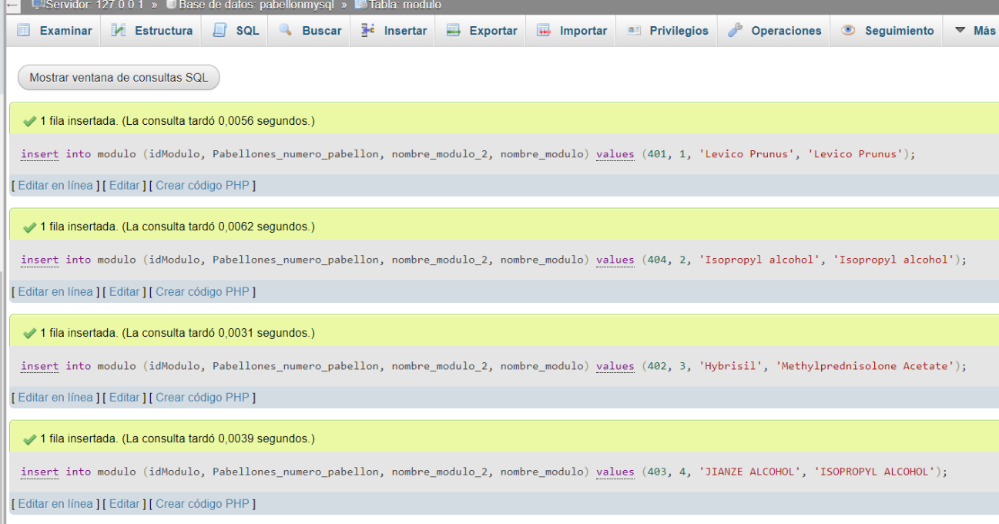 Servidor: 127.0.0.1 » Base de datos: pabellonmysql » Tabla: modulo
Examinar Estructura SQL Buscar Insertar Exportar Importar Privilegios Operaciones Seguimiento Más
Mostrar ventana de consultas SQL
1 fila insertada. (La consulta tardó 0,0056 segundos.)
insert into modulo (idModulo, Pabellones_numero_pabellon, nombre_modulo_2, nombre_modulo) values (401, 1, 'Levico Prunus', 'Levico Prunus');
[ Editar en línea ] [ Editar ] [ Crear código PHP ]
1 fila insertada. (La consulta tardó 0,0062 segundos.)
insert into modulo (idModulo, Pabellones_numero_pabellon, nombre_modulo_2, nombre_modulo) values (404, 2, 'Isopropyl alcohol', 'Isopropyl alcohol');
[ Editar en línea ] [ Editar ] [ Crear código PHP ]
1 fila insertada. (La consulta tardó 0,0031 segundos.)
insert into modulo (idModulo, Pabellones_numero_pabellon, nombre_modulo_2, nombre_modulo) values (402, 3, 'Hybrisil', 'Methylprednisolone Acetate');
[ Editar en línea ] [ Editar ] [ Crear código PHP ]
1 fila insertada. (La consulta tardó 0,0039 segundos.)
insert into modulo (idModulo, Pabellones_numero_pabellon, nombre_modulo_2, nombre_modulo) values (403, 4, 'JIANZE ALCOHOL', 'ISOPROPYL ALCOHOL');
[ Editar en línea ] [ Editar ] [ Crear código PHP ]